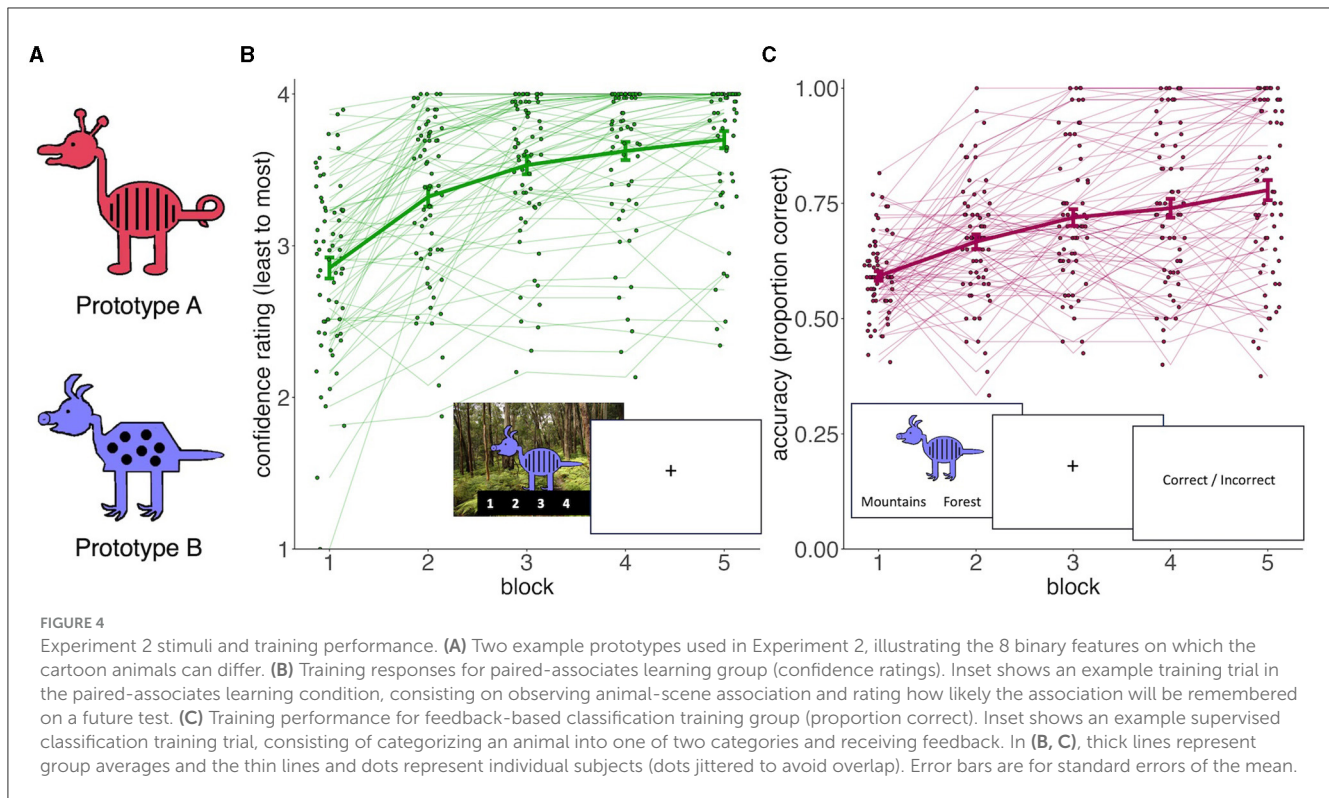 A
Prototype A
Prototype B
B
confidence rating (least to most)
4
3
2
1
1 2 3 4
+
1 2 3 4 5
block
C
accuracy (proportion correct)
1.00
0.75
0.50
0.25
0.00
Mountains Forest
+
Correct / Incorrect
1 2 3 4 5
block
FIGURE 4
Experiment 2 stimuli and training performance. (A) Two example prototypes used in Experiment 2, illustrating the 8 binary features on which the
cartoon animals can differ. (B) Training responses for paired-associates learning group (confidence ratings). Inset shows an example training trial in
the paired-associates learning condition, consisting on observing animal-scene association and rating how likely the association will be remembered
on a future test. (C) Training performance for feedback-based classification training group (proportion correct). Inset shows an example supervised
classification training trial, consisting of categorizing an animal into one of two categories and receiving feedback. In (B, C), thick lines represent
group averages and the thin lines and dots represent individual subjects (dots jittered to avoid overlap). Error bars are for standard errors of the mean.